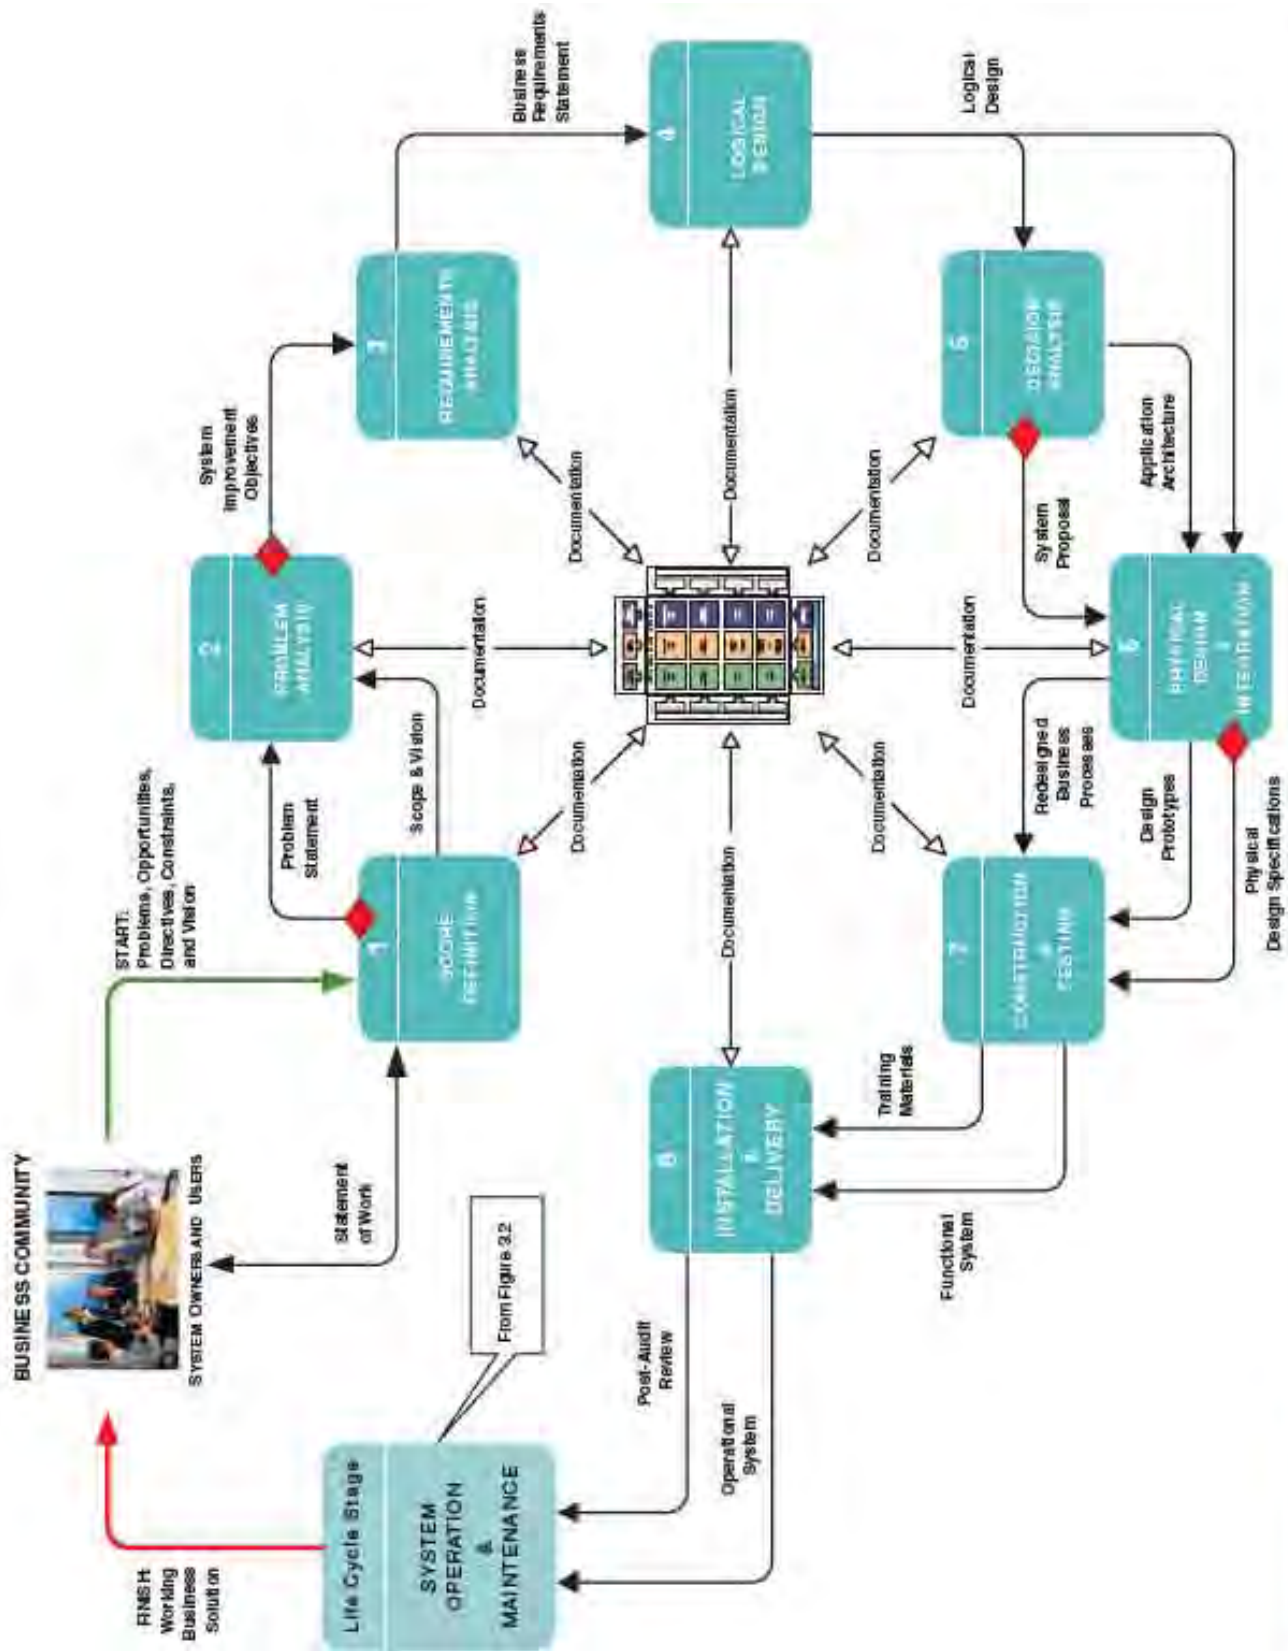 BUSINESS COMMUNITY
SYSTEM OWNERS AND USERS
START:
Problems, Opportunities,
Directives, Constraints,
and Vision
FINISH:
Working
Business
Solution
Statement
of Work
Life Cycle Stage
SYSTEM
OPERATION
&
MAINTENANCE
From Figure 3.2
1
SCOPE
DEFINITION
Problem
Statement
Scope & Vision
2
PROBLEM
ANALYSIS
System
Improvement
Objectives
3
REQUIREMENTS
ANALYSIS
Business
Requirements
Statement
4
LOGICAL
DESIGN
Logical
Design
5
DECISION
ANALYSIS
System
Proposal
Application
Architecture
6
PHYSICAL
DESIGN
&
INTEGRATION
Redesigned
Business
Processes
Design
Prototypes
Physical
Design Specifications
7
CONSTRUCTION
&
TESTING
Training
Materials
Functional
System
8
INSTALLATION
&
DELIVERY
Post-Audit
Review
Operational
System
Documentation
Documentation
Documentation
Documentation
Documentation
Documentation
Documentation
Documentation